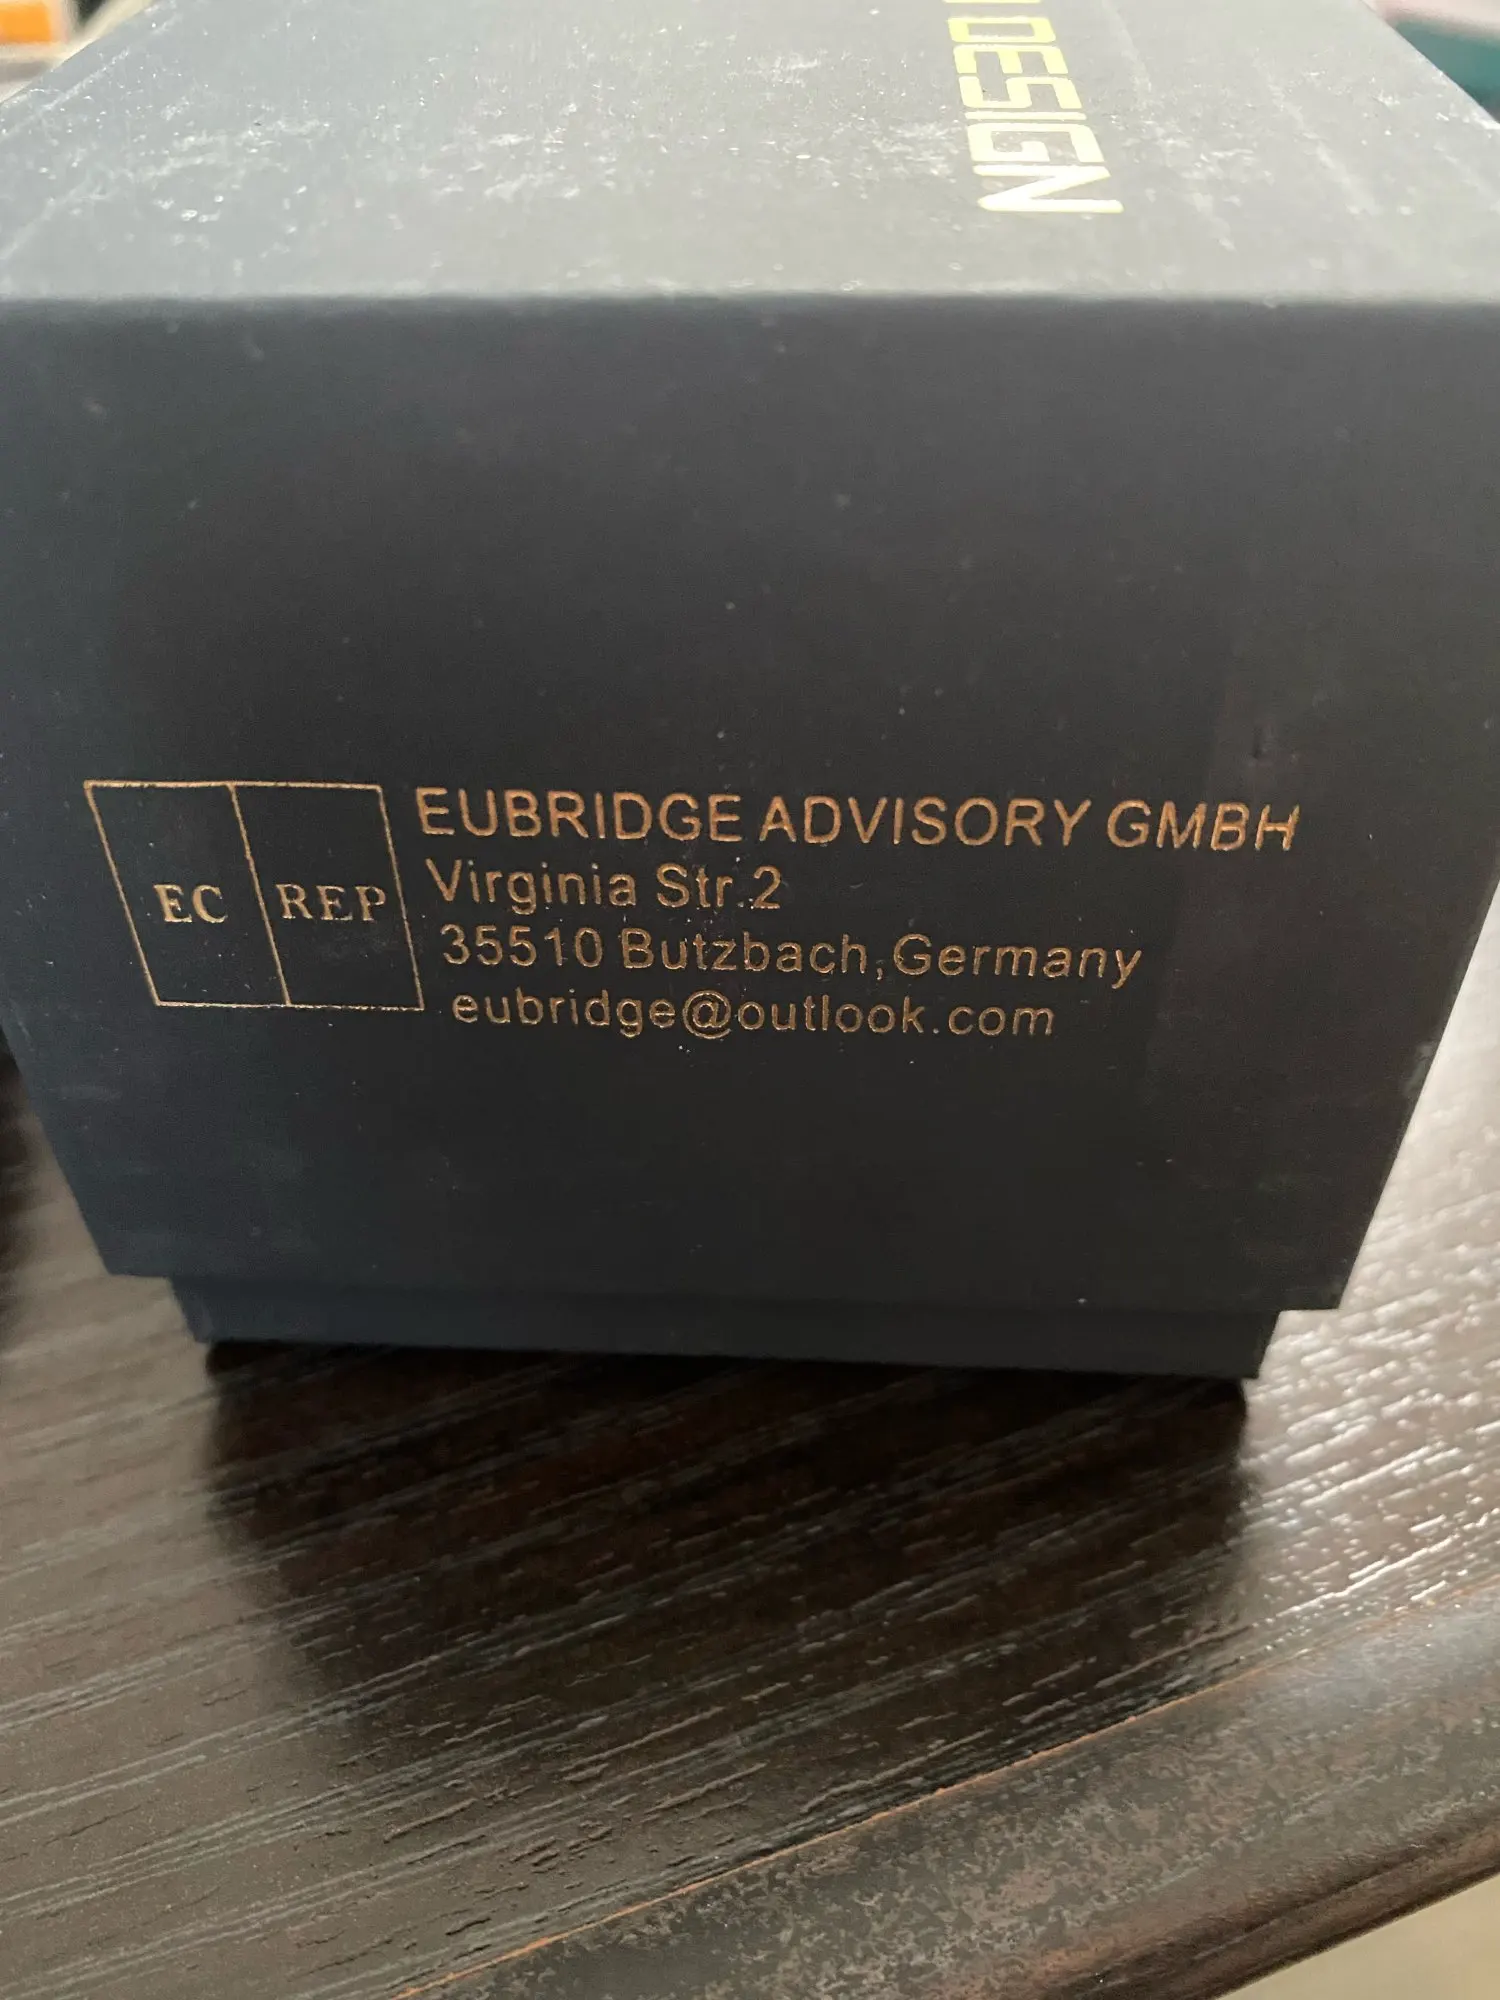 DESIGN
EC REP
EUBRIDGE ADVISORY GMBH
Virginia Str.2
35510 Butzbach,Germany
eubridge@outlook.com